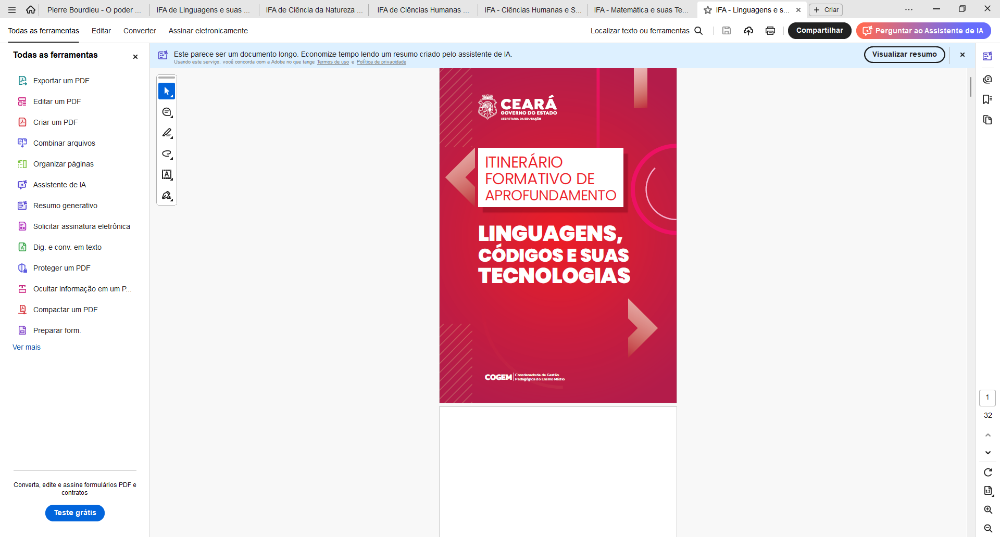 Pierre Bourdieu - O poder ...
IFA de Linguagens e suas ...
IFA de Ciência da Natureza ...
IFA de Ciências Humanas ...
IFA - Ciências Humanas e S...
IFA - Matemática e suas Te...
IFA - Linguagens e s...
Criar
Todas as ferramentas
Editar
Converter
Assinar eletronicamente
Localizar texto ou ferramentas
Compartilhar
Perguntar ao Assistente de IA
Todas as ferramentas
Exportar um PDF
Editar um PDF
Criar um PDF
Combinar arquivos
Organizar páginas
Assistente de IA
Resumo generativo
Solicitar assinatura eletrônica
Dig. e conv. em texto
Proteger um PDF
Ocultar informação em um P...
Compactar um PDF
Preparar form.
Ver mais
Converta, edite e assine formulários PDF e
contratos
Teste grátis
Este parece ser um documento longo. Economize tempo lendo um resumo criado pelo assistente de IA.
Usando este serviço, você concorda com a Adobe no que tange Termos de uso e Política de privacidade
Visualizar resumo
CEARÁ
GOVERNO DO ESTADO
SECRETARIA DA EDUCAÇÃO
ITINERÁRIO
FORMATIVO DE
APROFUNDAMENTO
LINGUAGENS,
CÓDIGOS E SUAS
TECNOLOGIAS
COGEM
Coordenadoria de Gestão
Pedagógica do Ensino Médio
1
32